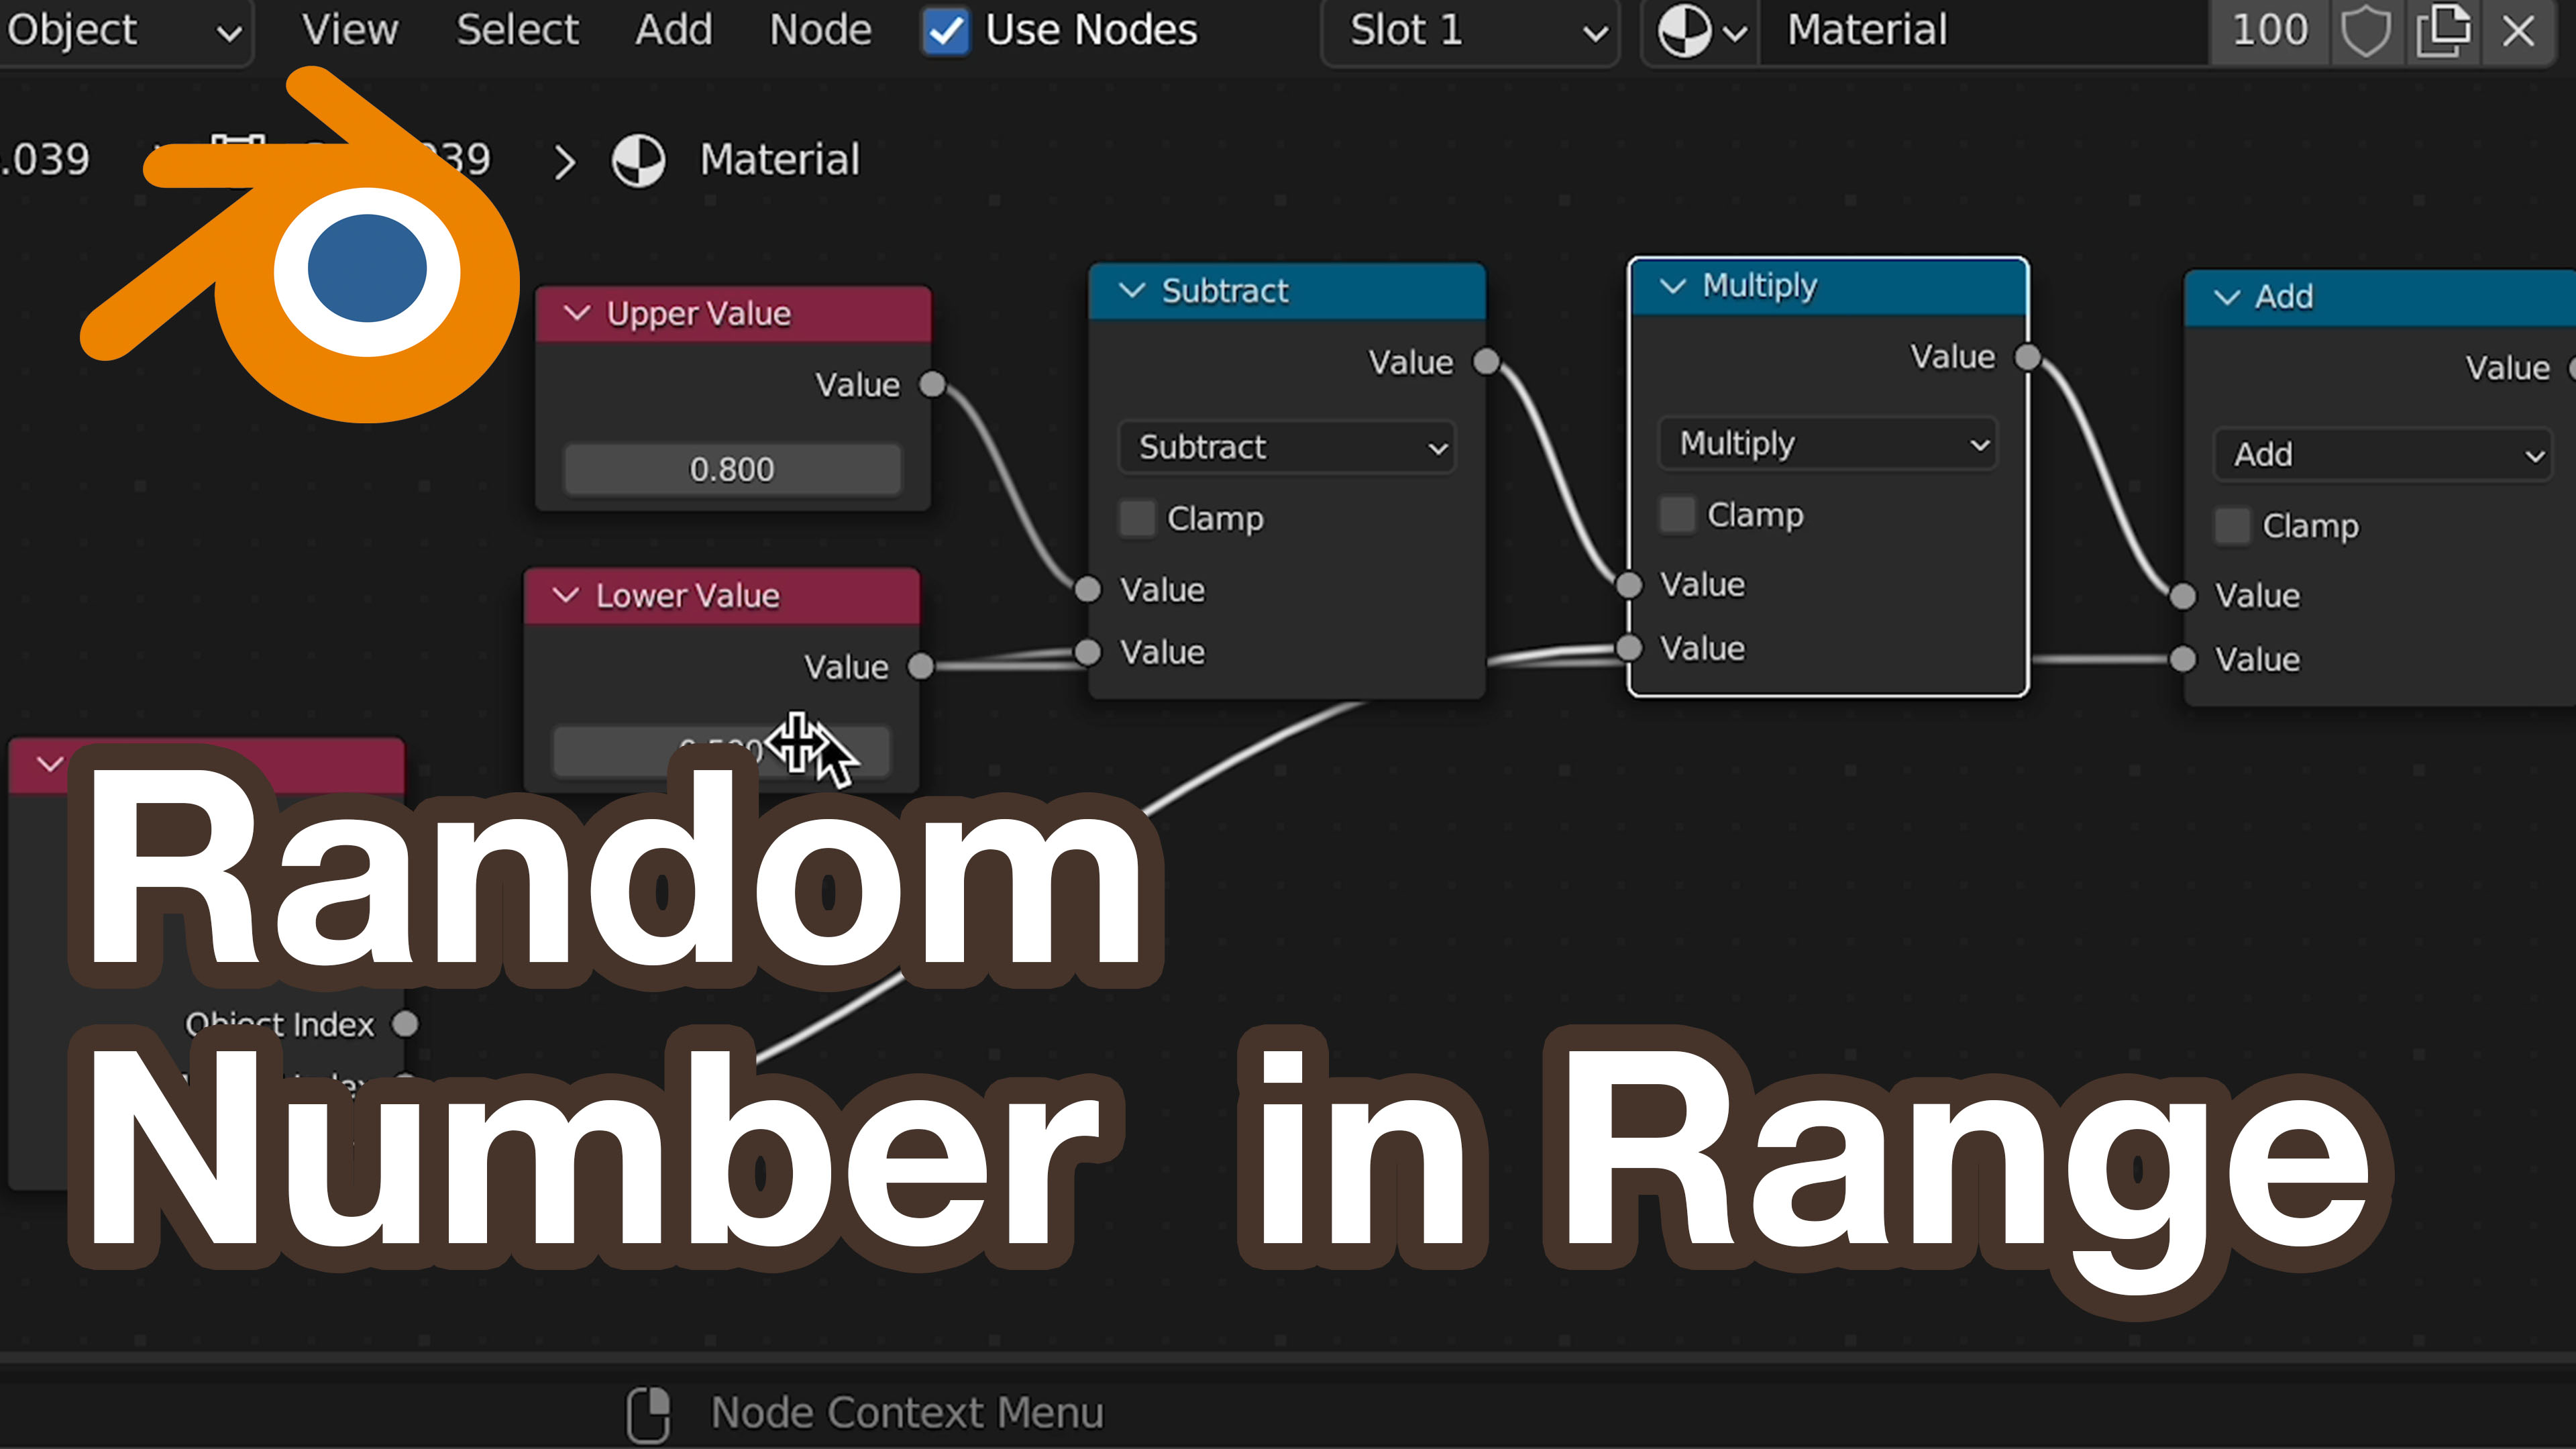 Object View Select Add Node Use Nodes Slot 1 Material 100
.039 39 Material
Upper Value
Value
0.800
Lower Value
Value
Subtract
Value
Subtract
Clamp
Value
Value
Multiply
Value
Multiply
Clamp
Value
Value
Add
Value
Add
Clamp
Value
Value
Object Index
Random
Number in Range
Node Context Menu